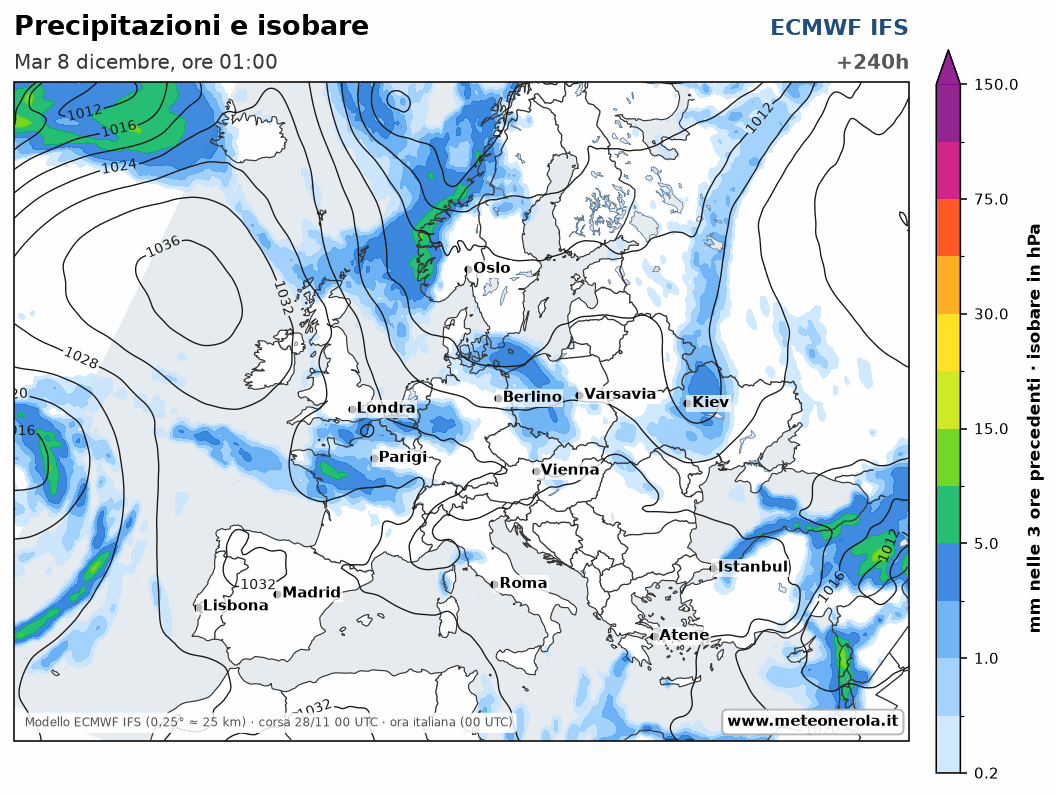 Precipitazioni e isobare
ECMWF IFS
Mar 8 dicembre, ore 01:00
+240h
1012
1016
1024
1036
1032
1028
20
016
1012
Oslo
Londra
Berlino
Varsavia
Kiev
Parigi
Vienna
1032
Madrid
Lisbona
Roma
Istanbul
Atene
1012
1016
1032
1020
Modello ECMWF IFS (0,25° ≈ 25 km) · corsa 28/11 00 UTC · ora italiana (00 UTC)
www.meteonerola.it
150.0
75.0
30.0
15.0
5.0
1.0
0.2
mm nelle 3 ore precedenti · isobare in hPa